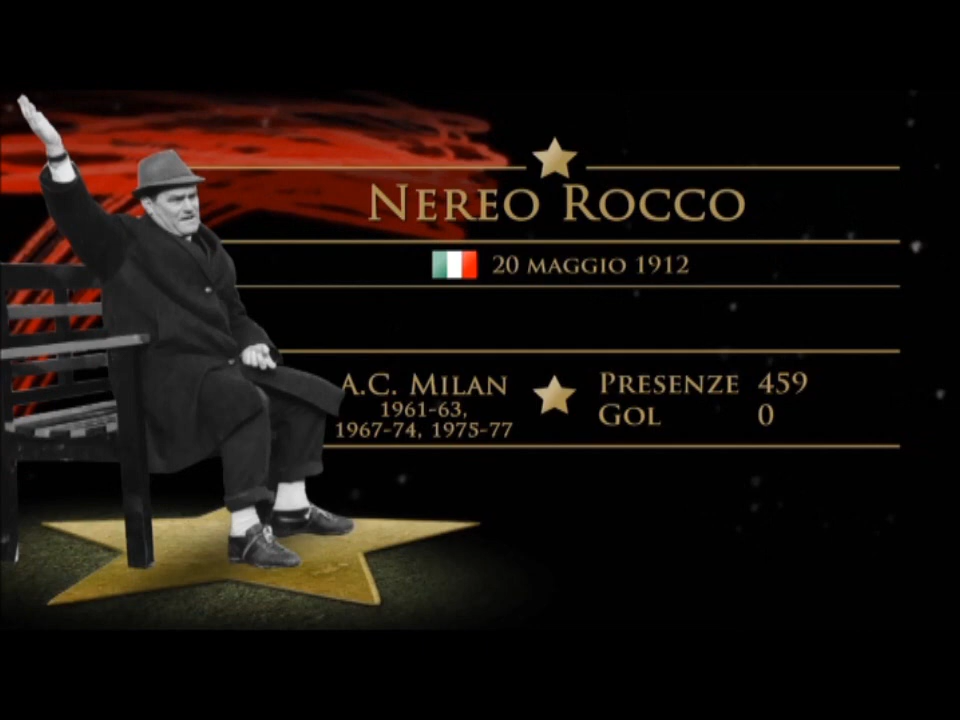 Nereo Rocco
20 maggio 1912
A.C. Milan
1961-63,
1967-74, 1975-77
Presenze 459
Gol 0